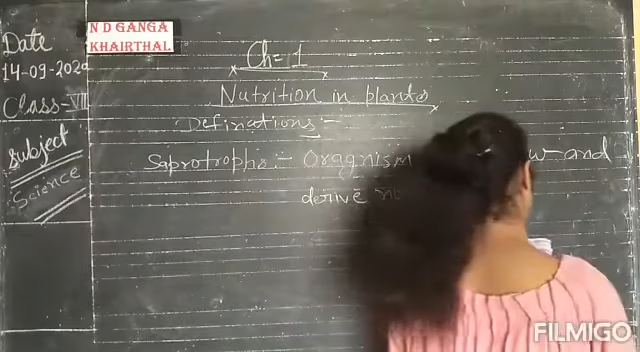 N D GANGA
KHAIRTHAL
Date
14-09-2020
Class-VII
Subject
Science
Ch-1
Nutrition in plants
Definations:-
Saprotrophs:- Oragnism w-and
derive
FILMIGO